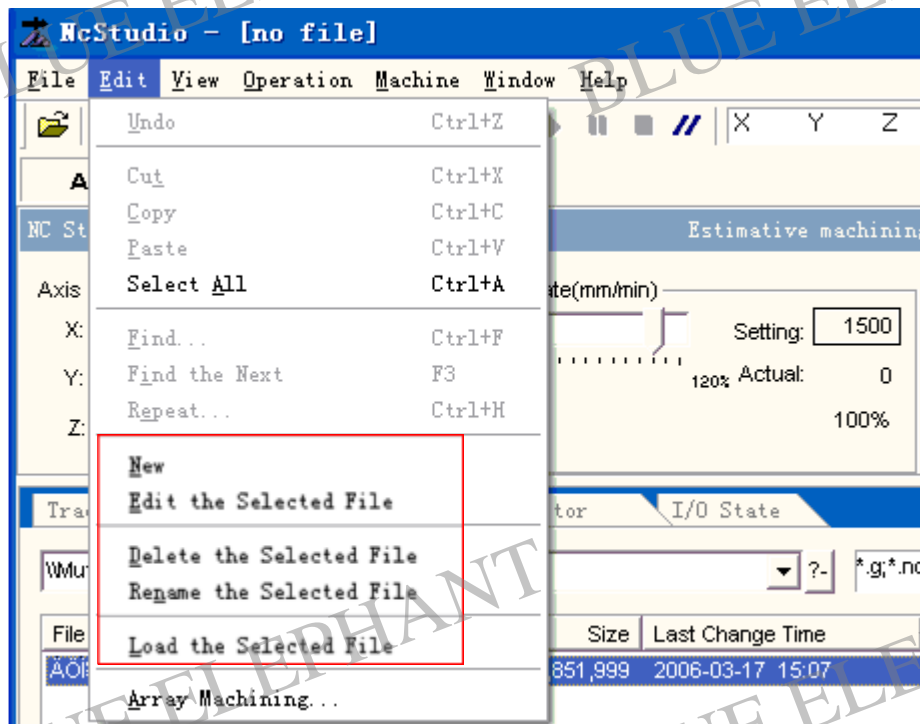 NcStudio - [no file]
File Edit View Operation Machine Window Help
Undo Ctrl+Z
X Y Z
Cut Ctrl+X
A
Copy Ctrl+C
NC St
Estimative machining
Paste Ctrl+V
Axis
Select All Ctrl+A
ate(mm/min)
X:
Find... Ctrl+F
Setting: 1500
Y:
Find the Next F3
120% Actual: 0
Repeat... Ctrl+H
Z:
100%
New
Edit the Selected File
Tra
tor
I/O State
Delete the Selected File
?-
*.g;*.nc
Rename the Selected File
File
Size Last Change Time
Load the Selected File
851,999 2006-03-17 15:07
Array Machining...
BLUE ELEPHANT